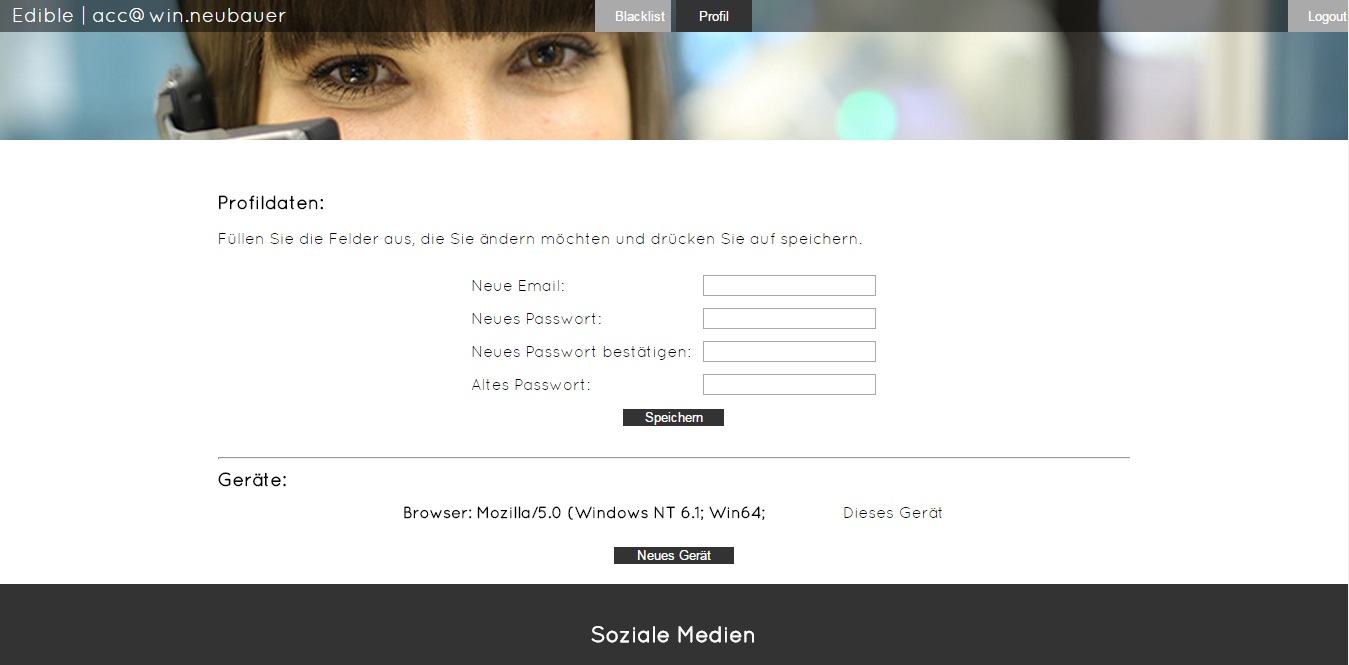 Edible | acc@win.neubauer
Blacklist
Profil
Logout
Profildaten:
Füllen Sie die Felder aus, die Sie ändern möchten und drücken Sie auf speichern.
Neue Email:
Neues Passwort:
Neues Passwort bestätigen:
Altes Passwort:
Speichern
Geräte:
Browser: Mozilla/5.0 (Windows NT 6.1; Win64; Dieses Gerät
Neues Gerät
Soziale Medien